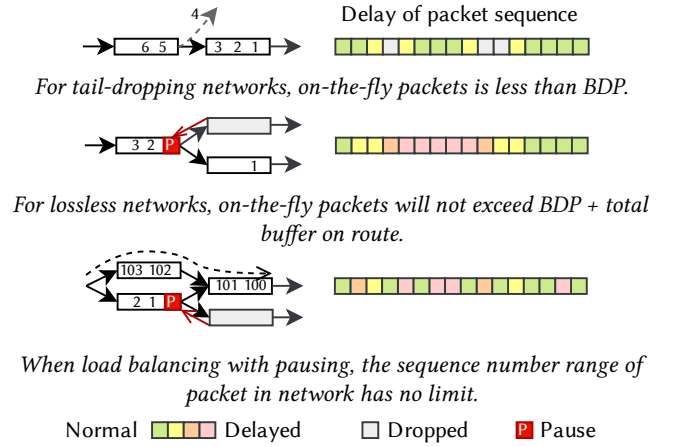 4
Delay of packet sequence
6 5
3 2 1
For tail-dropping networks, on-the-fly packets is less than BDP.
3 2 P
1
For lossless networks, on-the-fly packets will not exceed BDP + total
buffer on route.
103 102
101 100
2 1 P
When load balancing with pausing, the sequence number range of
packet in network has no limit.
Normal Delayed Dropped P Pause